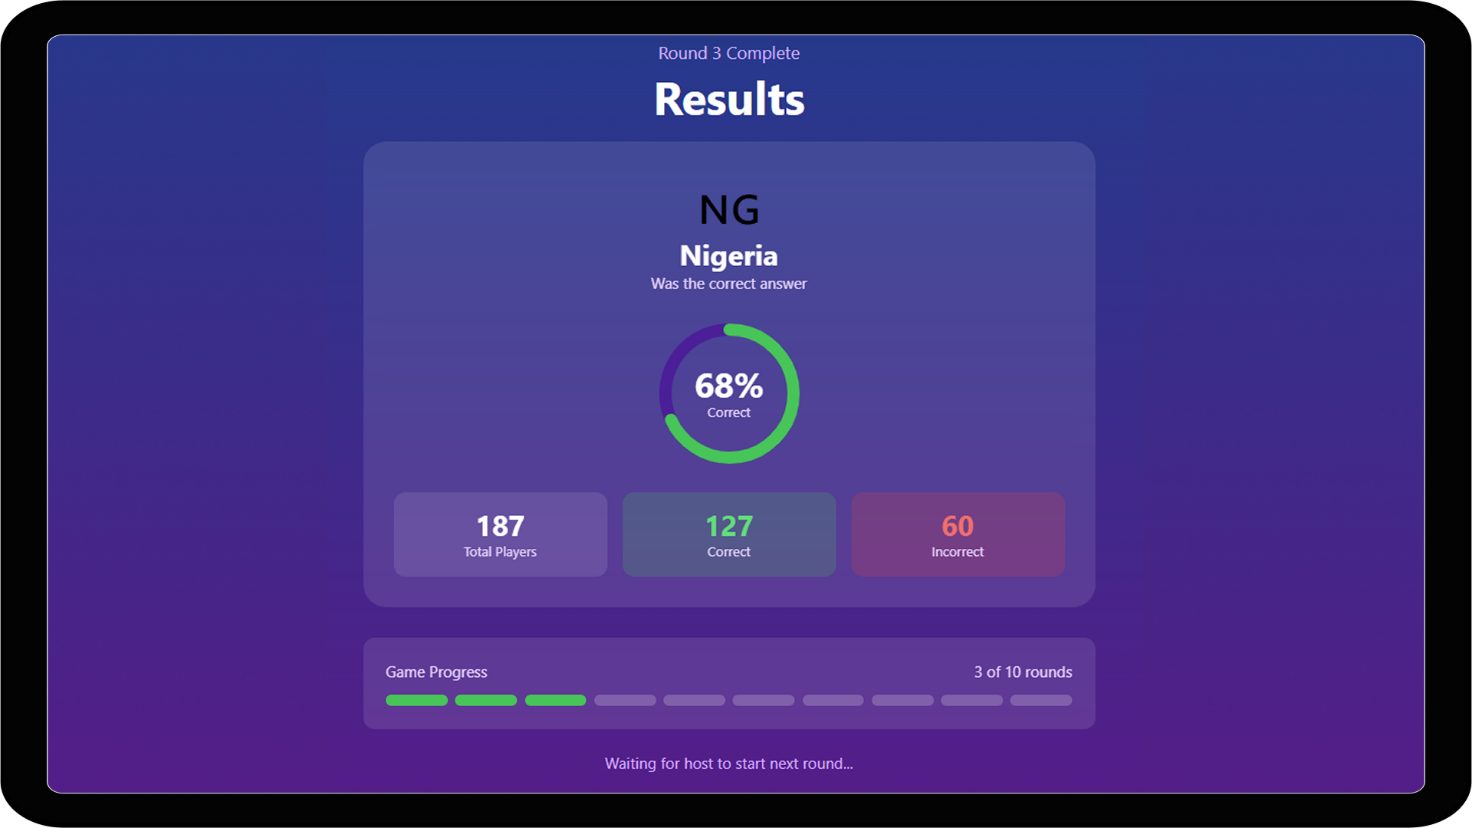 Round 3 Complete
Results
NG
Nigeria
Was the correct answer
68%
Correct
187
Total Players
127
Correct
60
Incorrect
Game Progress
3 of 10 rounds
Waiting for host to start next round...